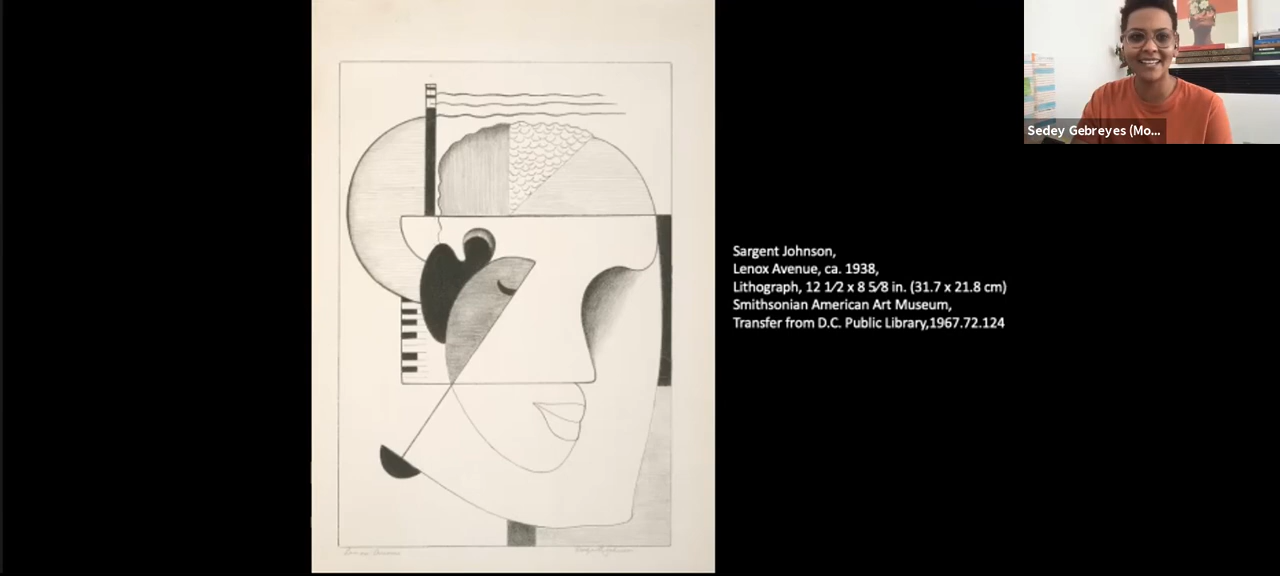 Sedey Gebreyes (Mo...
Sargent Johnson,
Lenox Avenue, ca. 1938,
Lithograph, 12 1⁄2 x 8 5⁄8 in. (31.7 x 21.8 cm)
Smithsonian American Art Museum,
Transfer from D.C. Public Library,1967.72.124